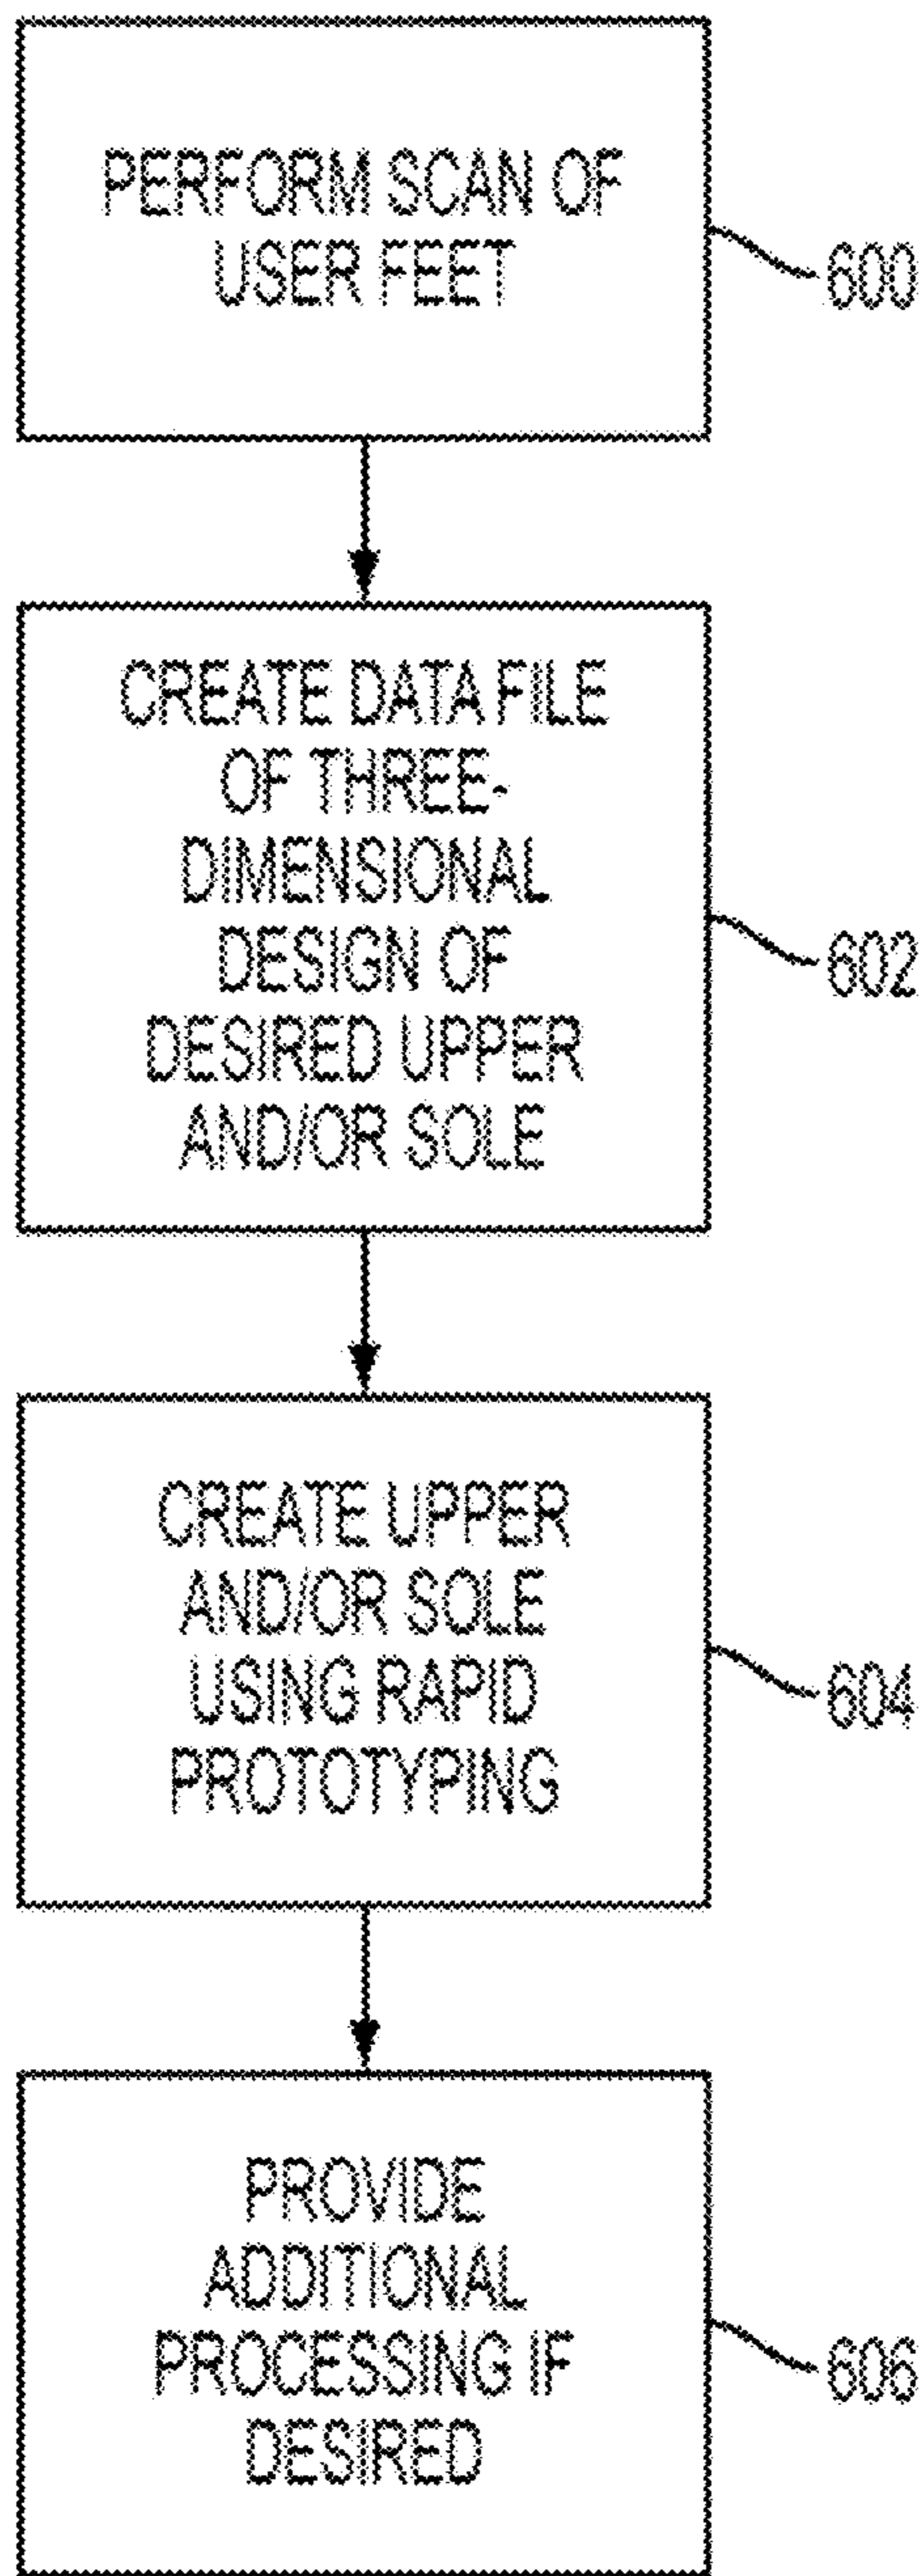 PERFORM SCAN OF
USER FEET
600
CREATE DATA FILE
OF THREE-
DIMENSIONAL
DESIGN OF
DESIRED UPPER
AND/OR SOLE
602
CREATE UPPER
AND/OR SOLE
USING RAPID
PROTOTYPING
604
PROVIDE
ADDITIONAL
PROCESSING IF
DESIRED
606